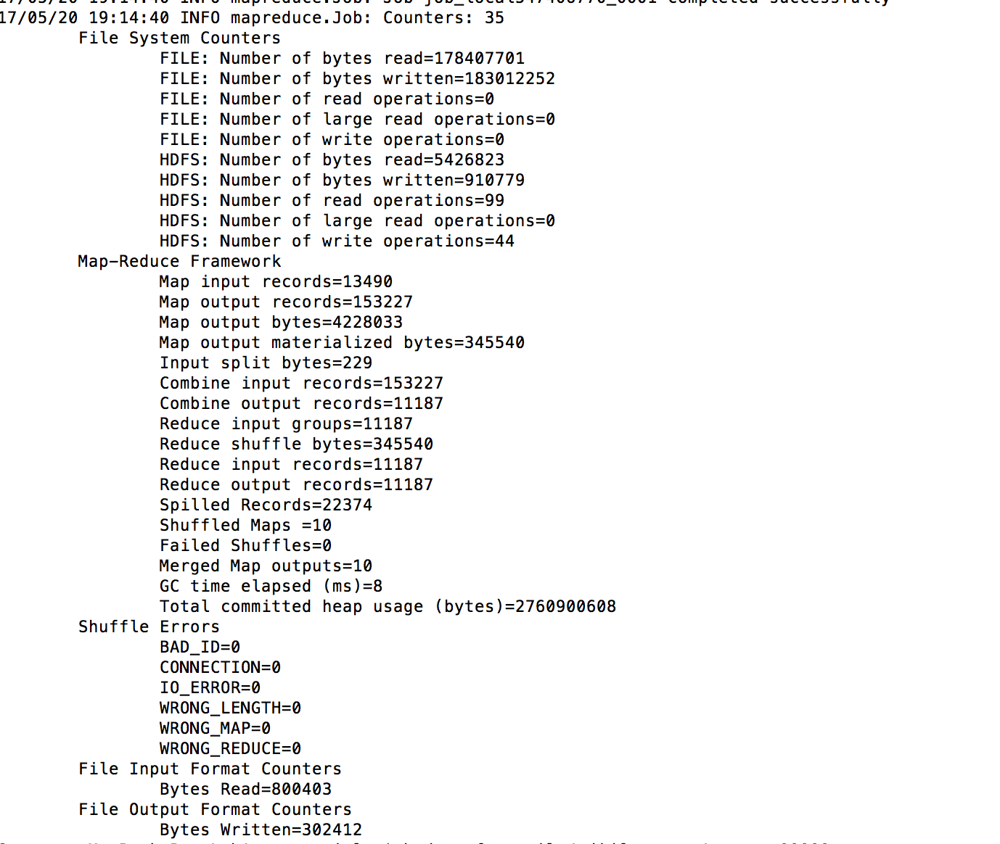 17/05/20 19:14:40 INFO mapreduce.Job: Counters: 35
File System Counters
FILE: Number of bytes read=178407701
FILE: Number of bytes written=183012252
FILE: Number of read operations=0
FILE: Number of large read operations=0
FILE: Number of write operations=0
HDFS: Number of bytes read=5426823
HDFS: Number of bytes written=910779
HDFS: Number of read operations=99
HDFS: Number of large read operations=0
HDFS: Number of write operations=44
Map-Reduce Framework
Map input records=13490
Map output records=153227
Map output bytes=4228033
Map output materialized bytes=345540
Input split bytes=229
Combine input records=153227
Combine output records=11187
Reduce input groups=11187
Reduce shuffle bytes=345540
Reduce input records=11187
Reduce output records=11187
Spilled Records=22374
Shuffled Maps =10
Failed Shuffles=0
Merged Map outputs=10
GC time elapsed (ms)=8
Total committed heap usage (bytes)=2760900608
Shuffle Errors
BAD_ID=0
CONNECTION=0
IO_ERROR=0
WRONG_LENGTH=0
WRONG_MAP=0
WRONG_REDUCE=0
File Input Format Counters
Bytes Read=800403
File Output Format Counters
Bytes Written=302412